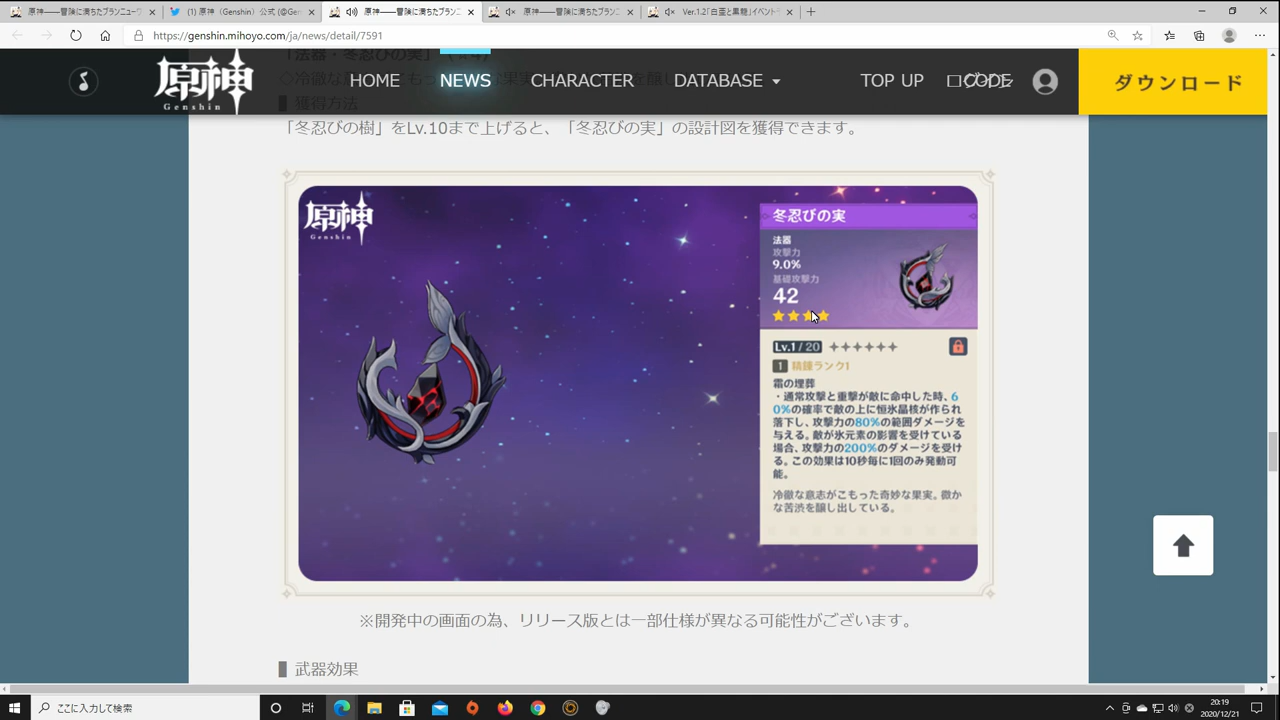 原神——冒険に満ちたブランニューワ
(1) 原神（Genshin）公式 (@Gen
原神——冒険に満ちたブランニ
原神——冒険に満ちたブランニ
Ver.1.2「白亜と黒龍」イベント
https://genshin.mihoyo.com/ja/news/detail/7591
原神
Genshin
HOME
NEWS
CHARACTER
DATABASE
TOP UP
CODE
ダウンロード
獲得方法
「冬忍びの樹」をLv.10まで上げると、「冬忍びの実」の設計図を獲得できます。
原神
Genshin
冬忍びの実
法器
攻撃力
9.0%
基礎攻撃力
42
Lv.1 / 20
1 精錬ランク1
霜の埋葬
・通常攻撃と重撃が敵に命中した時、6
0%の確率で敵の上に恒氷晶核が作られ
落下し、攻撃力の80%の範囲ダメージを
与える。敵が氷元素の影響を受けている
場合、攻撃力の200%のダメージを受け
る。この効果は10秒毎に1回のみ発動可
能。
冷徹な意志がこもった奇妙な果実。微か
な苦渋を醸し出している。
※開発中の画面の為、リリース版とは一部仕様が異なる可能性がございます。
武器効果
ここに入力して検索
20:19
2020/12/21